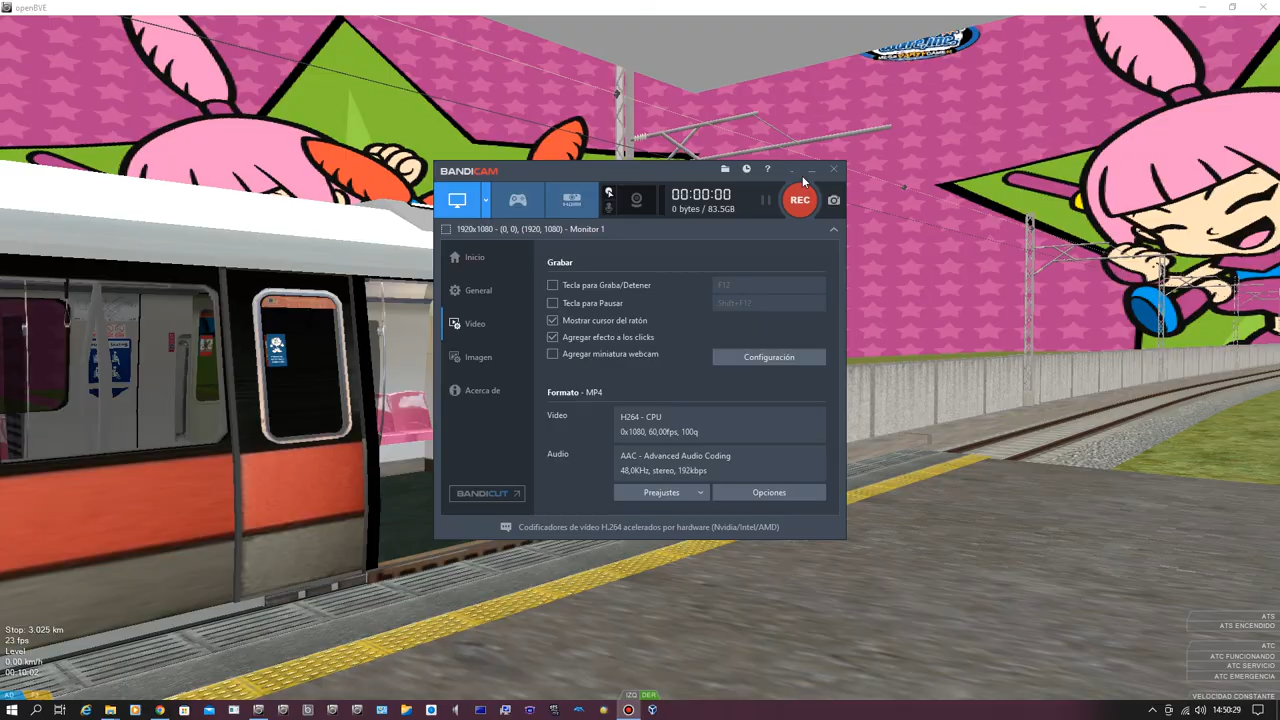 openBVE
BANDICAM
00:00:00
0 bytes / 83.5GB
REC
HDMI
1920x1080 - (0, 0), (1920, 1080) - Monitor 1
Inicio
General
Video
Imagen
Acerca de
BANDICUT
Grabar
Tecla para Graba/Detener
F12
Tecla para Pausar
Shift+F12
Mostrar cursor del ratón
Agregar efecto a los clicks
Agregar miniatura webcam
Configuración
Formato - MP4
Video
H264 - CPU
0x1080, 60,00fps, 100q
Audio
AAC - Advanced Audio Coding
48,0KHz, stereo, 192kbps
Preajustes
Opciones
Codificadores de vídeo H.264 acelerados por hardware (Nvidia/Intel/AMD)
Stop: 3.025 km
23 fps
Level
0,00 km/h
00:10:02
ATS
ATS ENCENDIDO
ATC
ATC FUNCIONANDO
ATC SERVICIO
ATC EMERGENCIA
VELOCIDAD CONSTANTE
IZQ DER
14:50:29